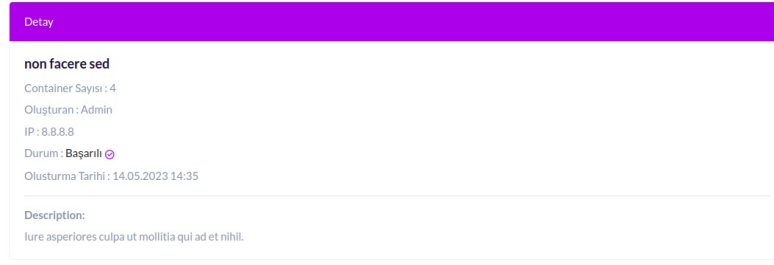 Detay
non facere sed
Container Sayısı : 4
Oluşturan : Admin
IP : 8.8.8.8
Durum : Başarılı
Olusturma Tarihi : 14.05.2023 14:35
Description:
Iure asperiores culpa ut mollitia qui ad et nihil.